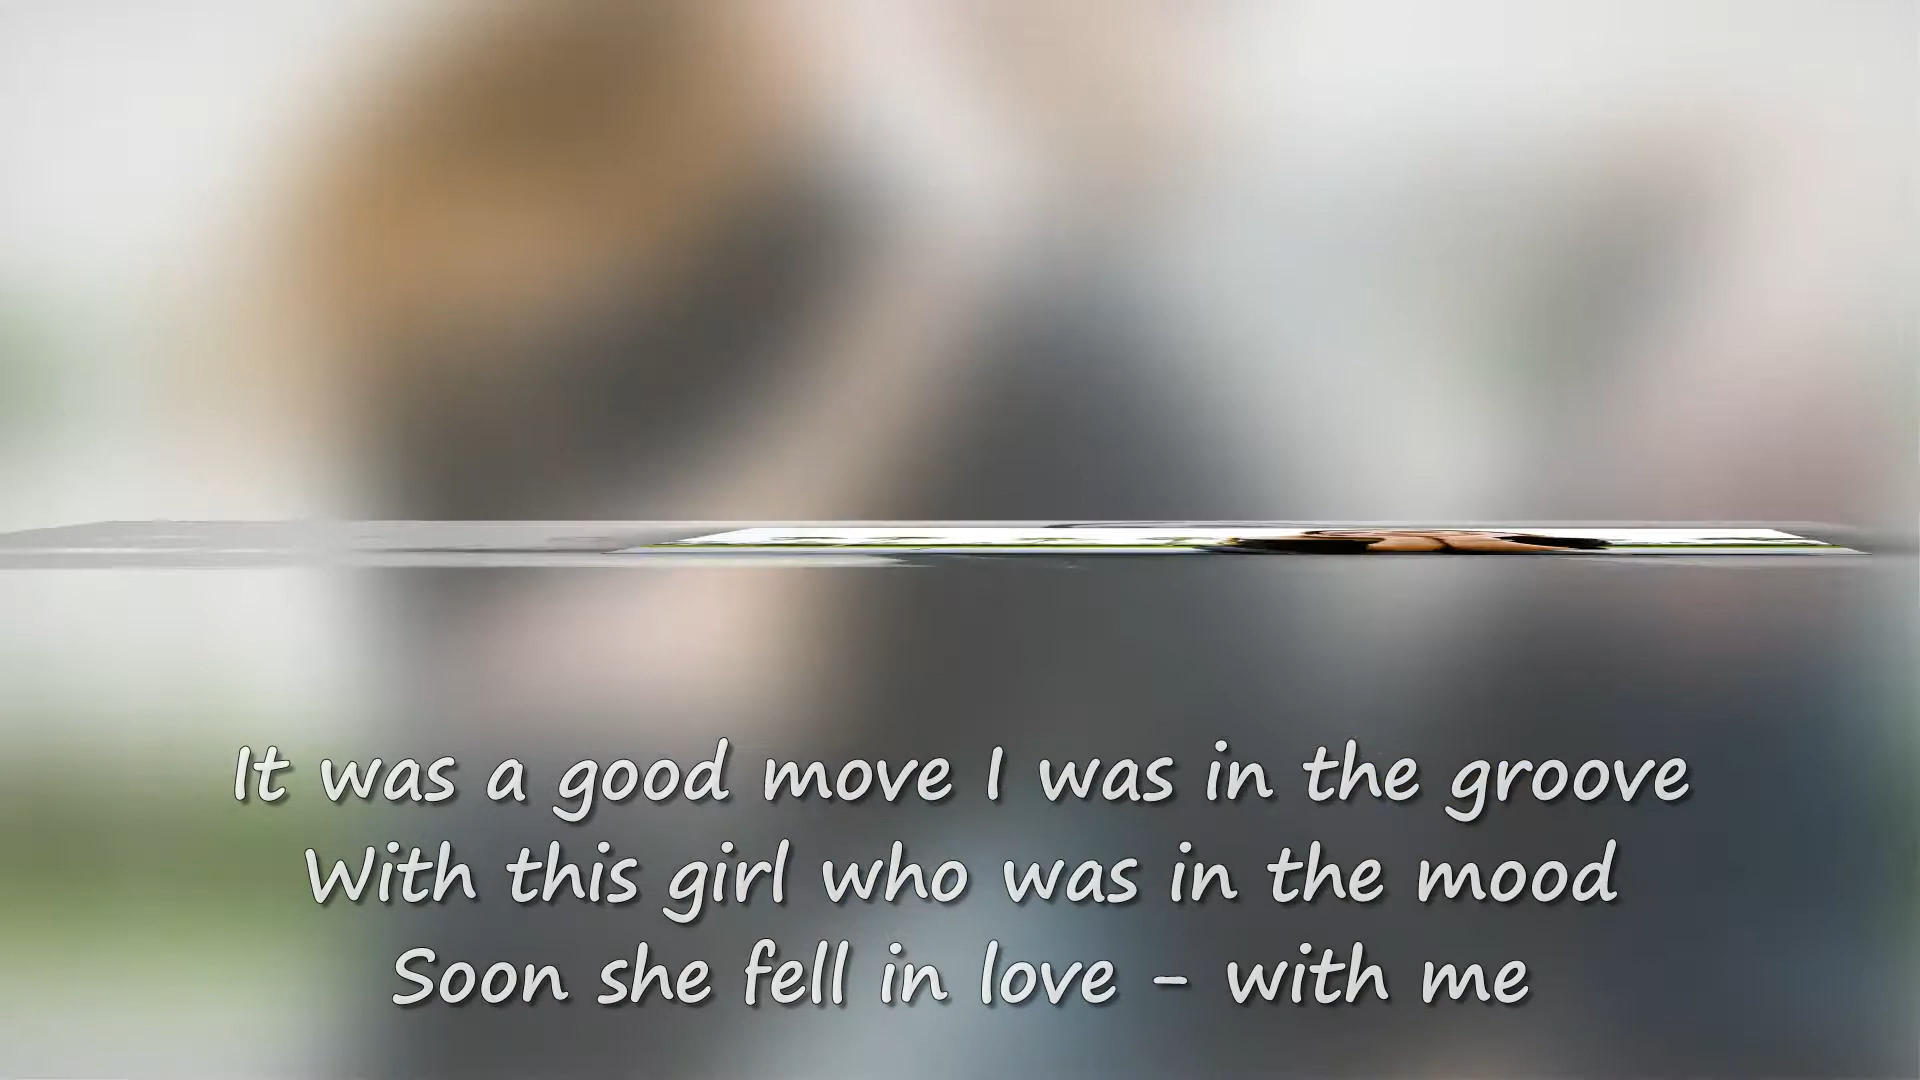 It was a good move I was in the groove
With this girl who was in the mood
Soon she fell in love - with me